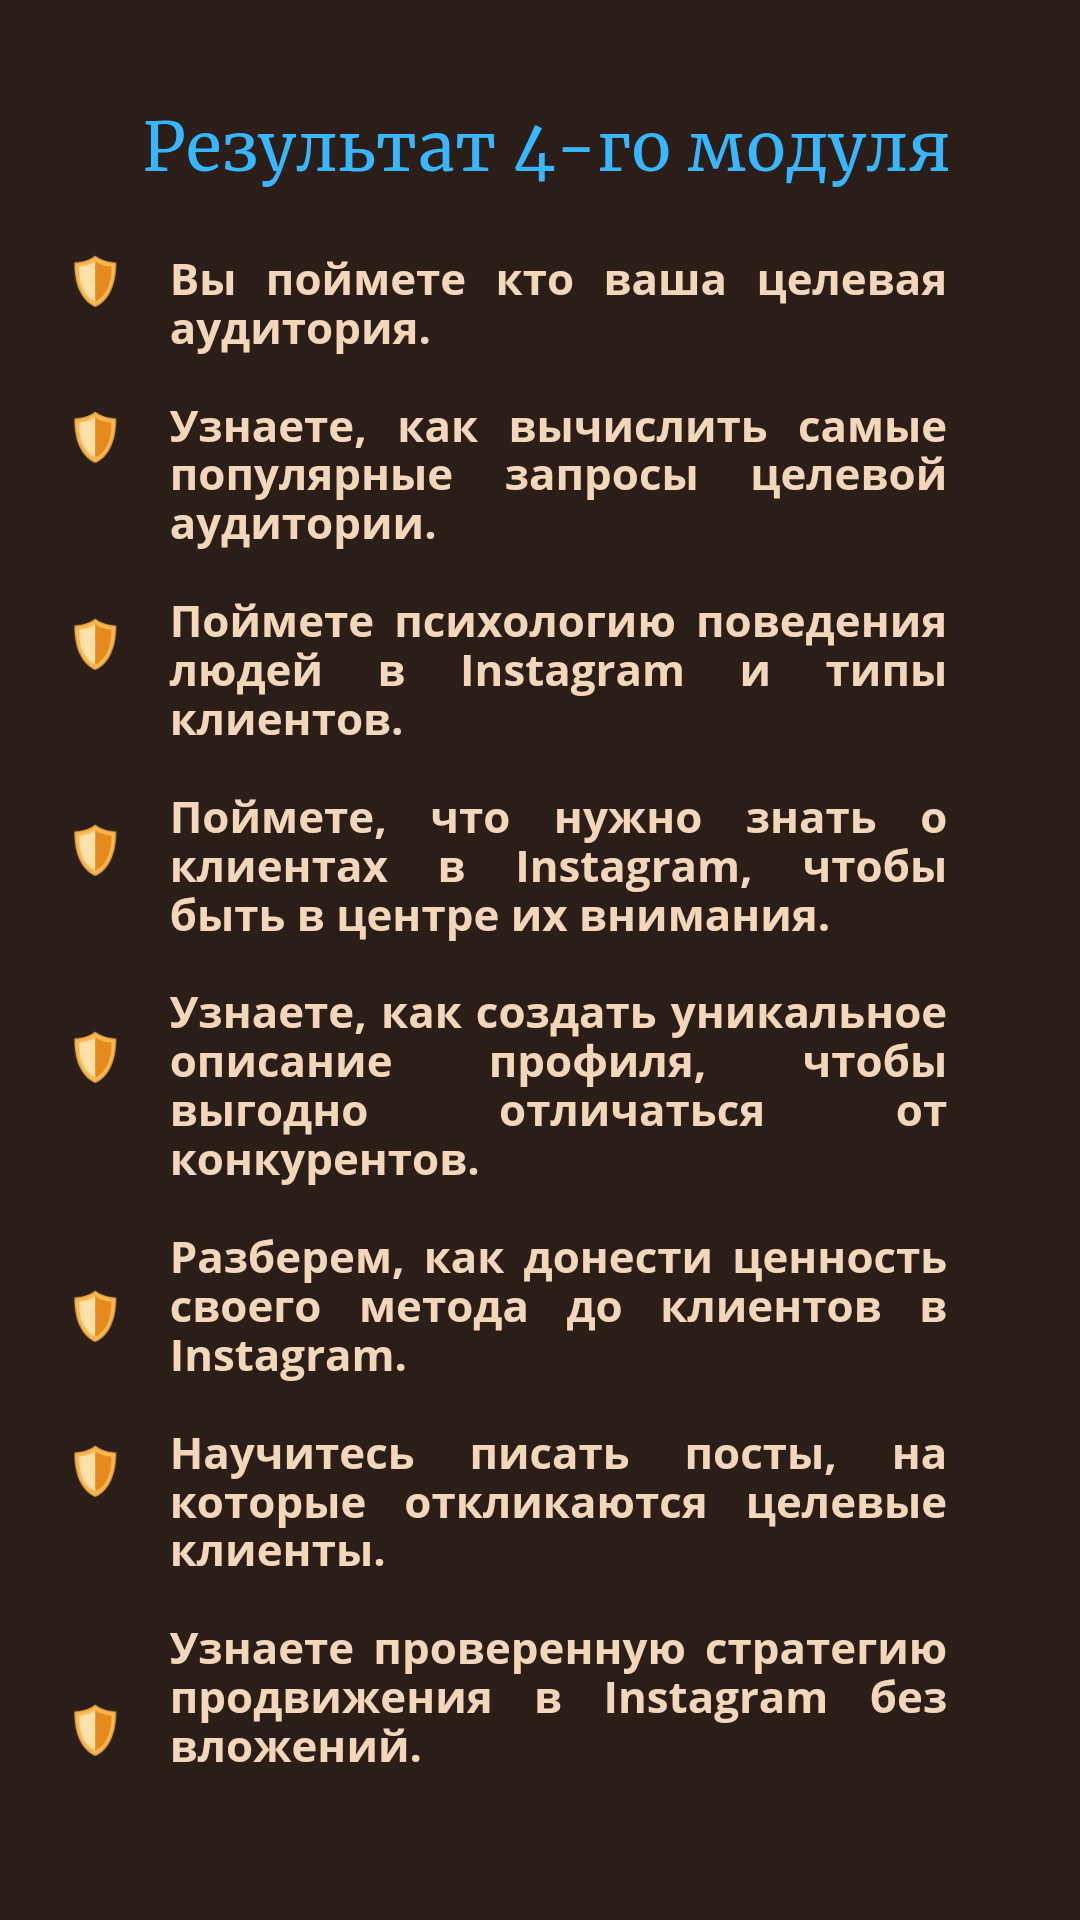 Результат 4-го модуля
Вы поймете кто ваша целевая
аудитория.
Узнаете, как вычислить самые
популярные запросы целевой
аудитории.
Поймете психологию поведения
людей в Instagram и типы
клиентов.
Поймете, что нужно знать о
клиентах в Instagram, чтобы
быть в центре их внимания.
Узнаете, как создать уникальное
описание профиля, чтобы
выгодно отличаться от
конкурентов.
Разберем, как донести ценность
своего метода до клиентов в
Instagram.
Научитесь писать посты, на
которые откликаются целевые
клиенты.
Узнаете проверенную стратегию
продвижения в Instagram без
вложений.